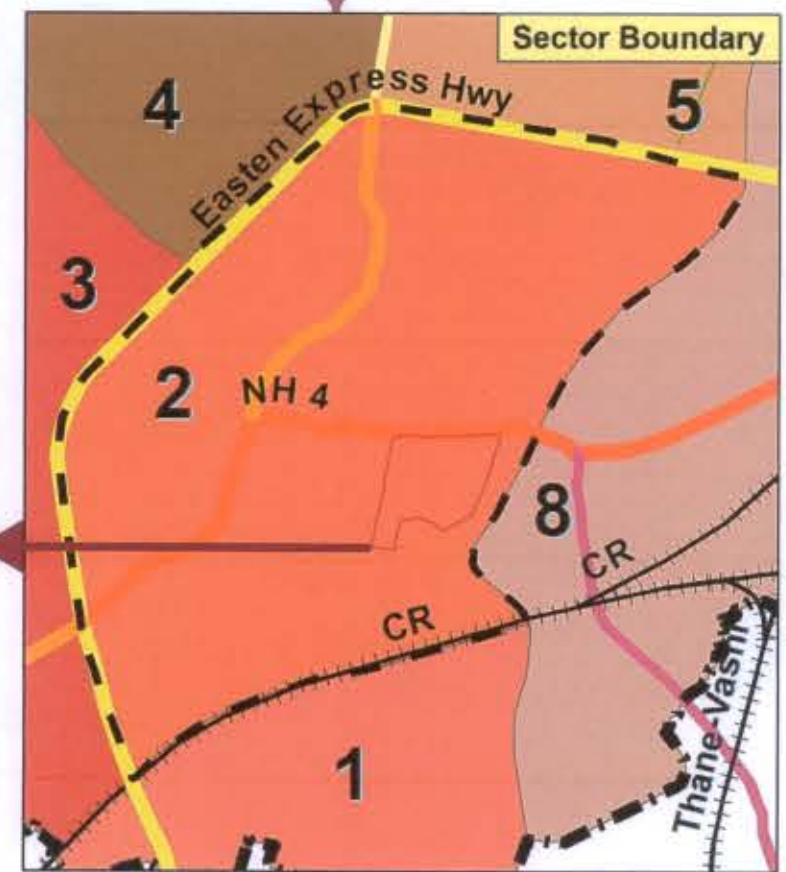 Sector Boundary
4
5
Easten Express Hwy
3
2
NH 4
8
CR
CR
1
Thane-Vashi